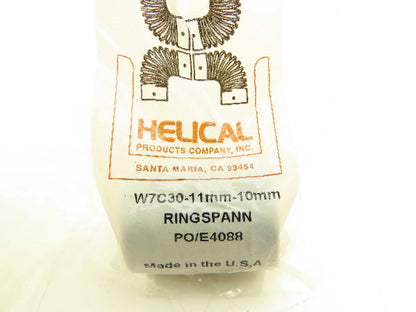 HELICAL
PRODUCTS COMPANY, INC.
SANTA MARIA, CA 93454
W7C30-11mm-10mm
RINGSPANN
PO/E4088
Made in the U.S.A.